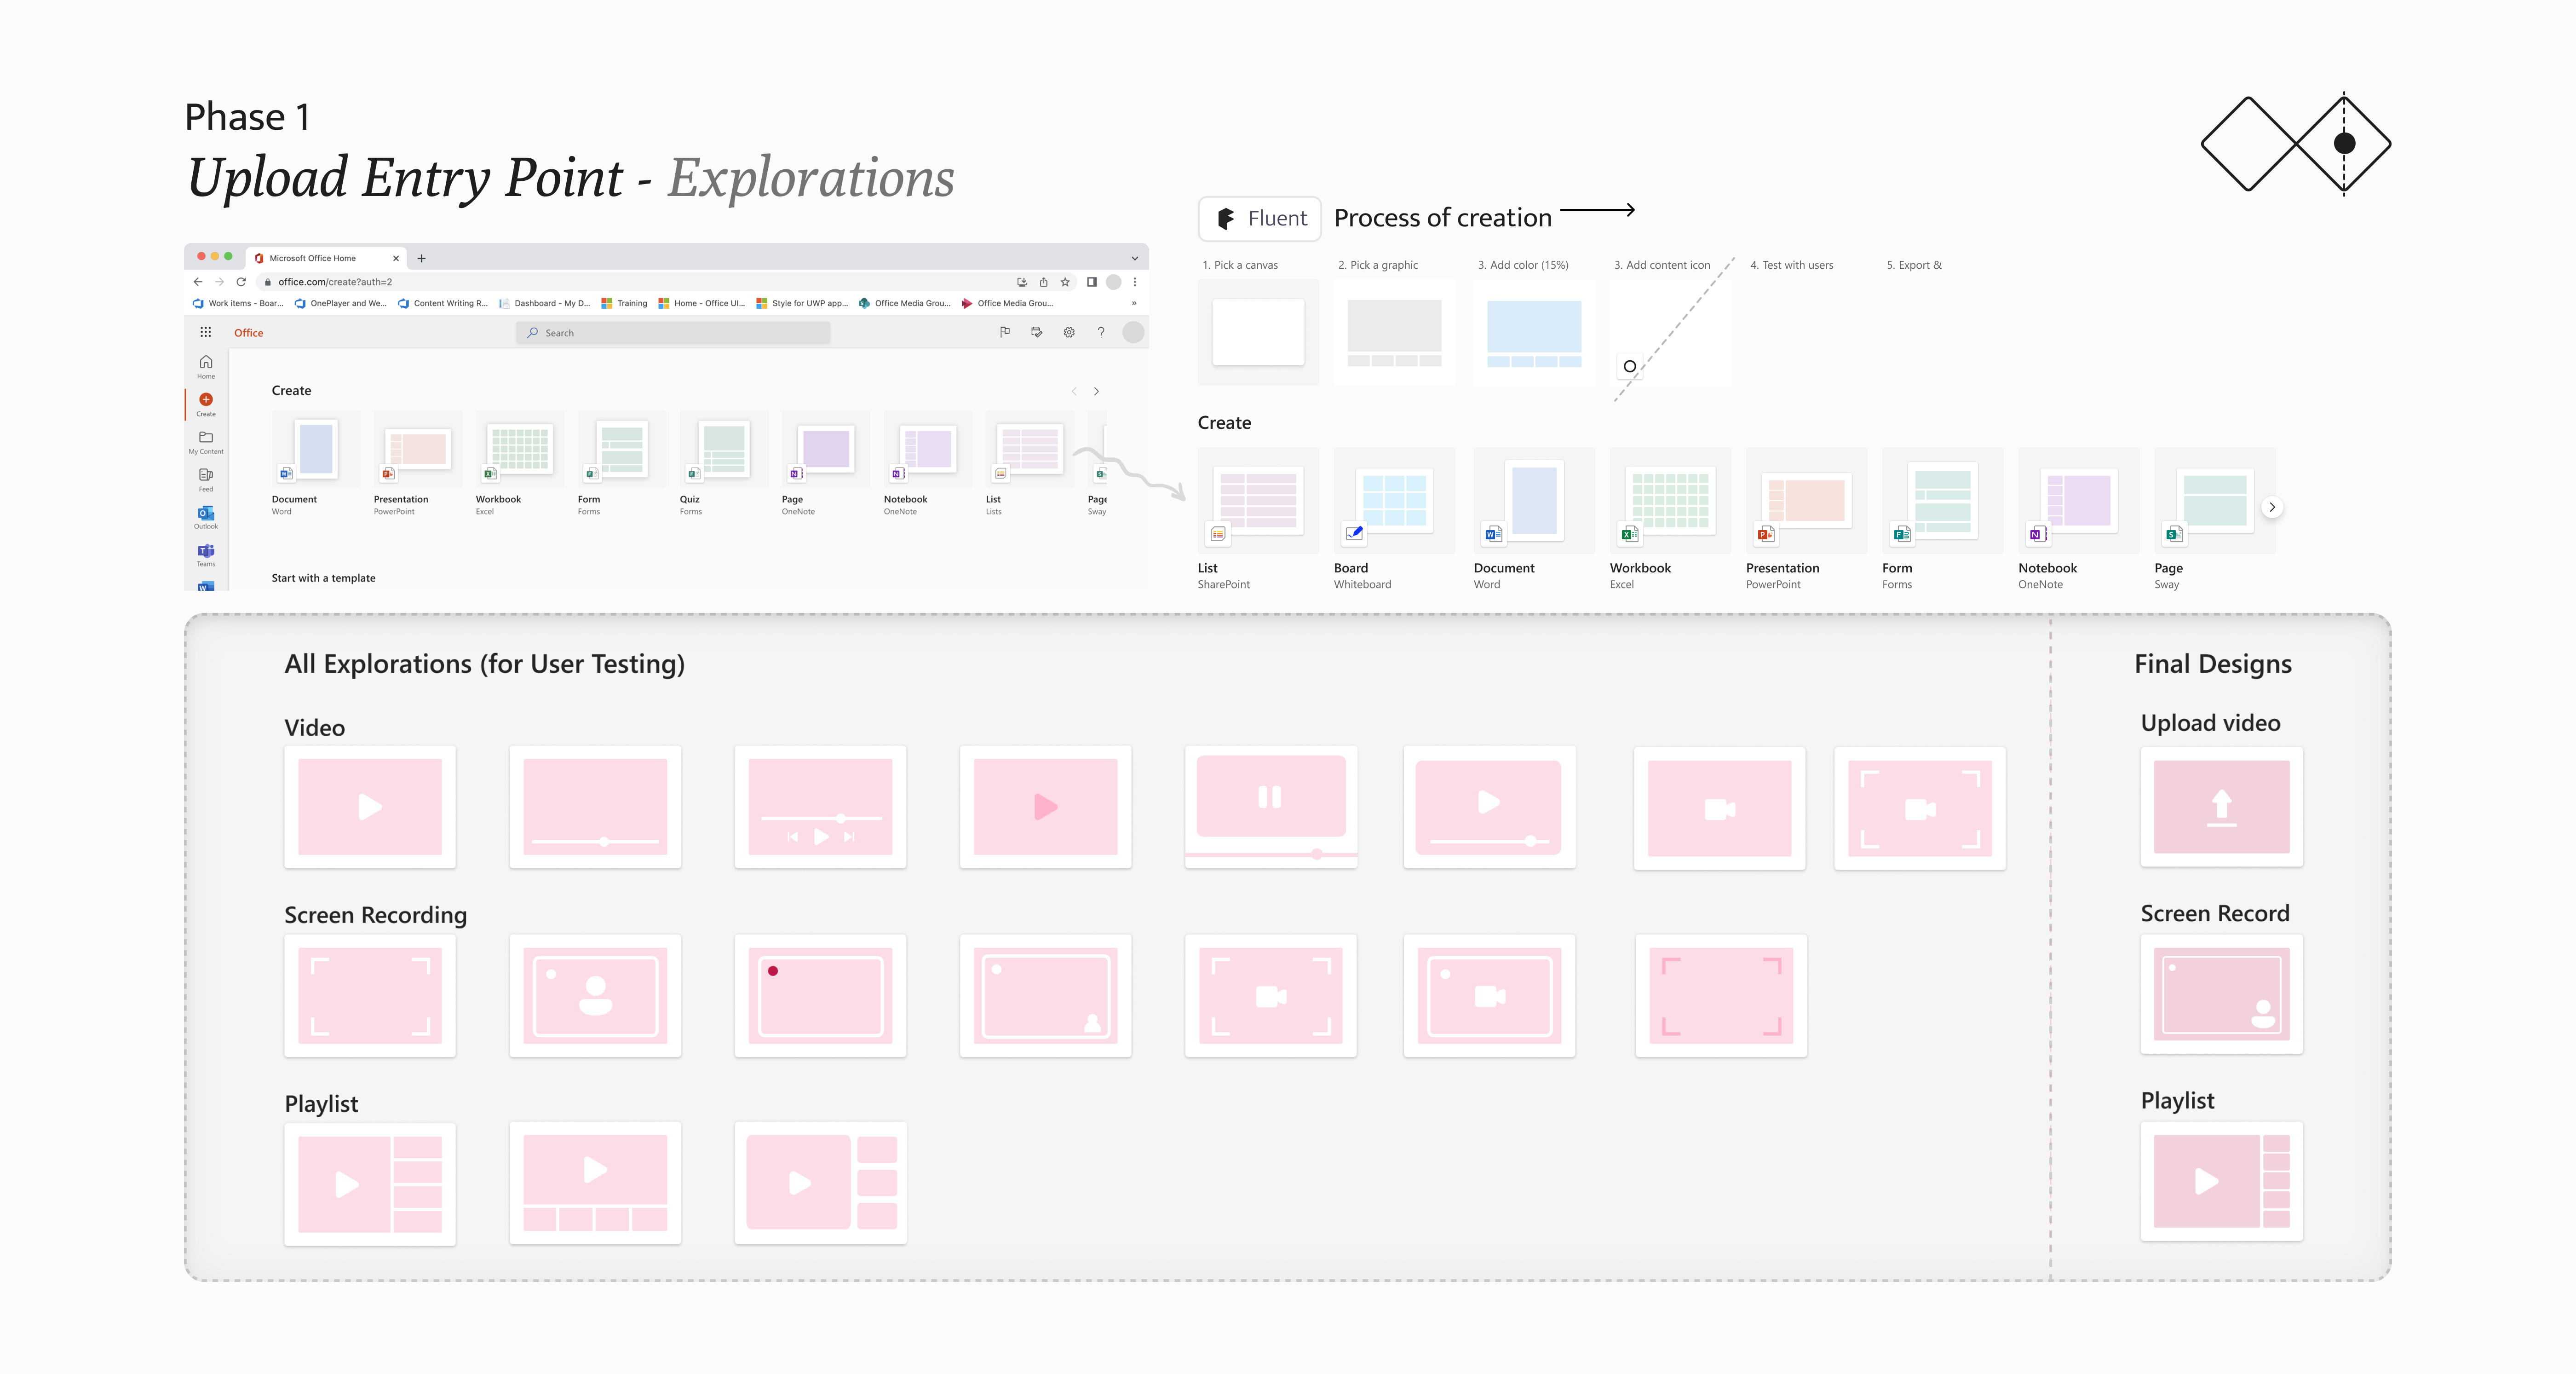 Phase 1
Upload Entry Point - Explorations
Microsoft Office Home
office.com/create?auth=2
Work items - Boar...
OnePlayer and We...
Content Writing R...
Dashboard - My D...
Training
Home - Office UI...
Style for UWP app...
Office Media Grou...
Office Media Grou...
»
Office
Search
?
Home
Create
My Content
Feed
Outlook
Teams
Create
Document
Word
Presentation
PowerPoint
Workbook
Excel
Form
Forms
Quiz
Forms
Page
OneNote
Notebook
OneNote
List
Lists
Page
Sway
Start with a template
Fluent
Process of creation
1. Pick a canvas
2. Pick a graphic
3. Add color (15%)
3. Add content icon
4. Test with users
5. Export &
Create
List
SharePoint
Board
Whiteboard
Document
Word
Workbook
Excel
Presentation
PowerPoint
Form
Forms
Notebook
OneNote
Page
Sway
All Explorations (for User Testing)
Video
Screen Recording
Playlist
Final Designs
Upload video
Screen Record
Playlist